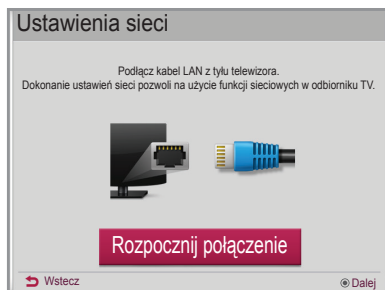 Ustawienia sieci
Podłącz kabel LAN z tyłu telewizora.
Dokonanie ustawień sieci pozwoli na użycie funkcji sieciowych w odbiorniku TV.
Rozpocznij połączenie
Wstecz
Dalej